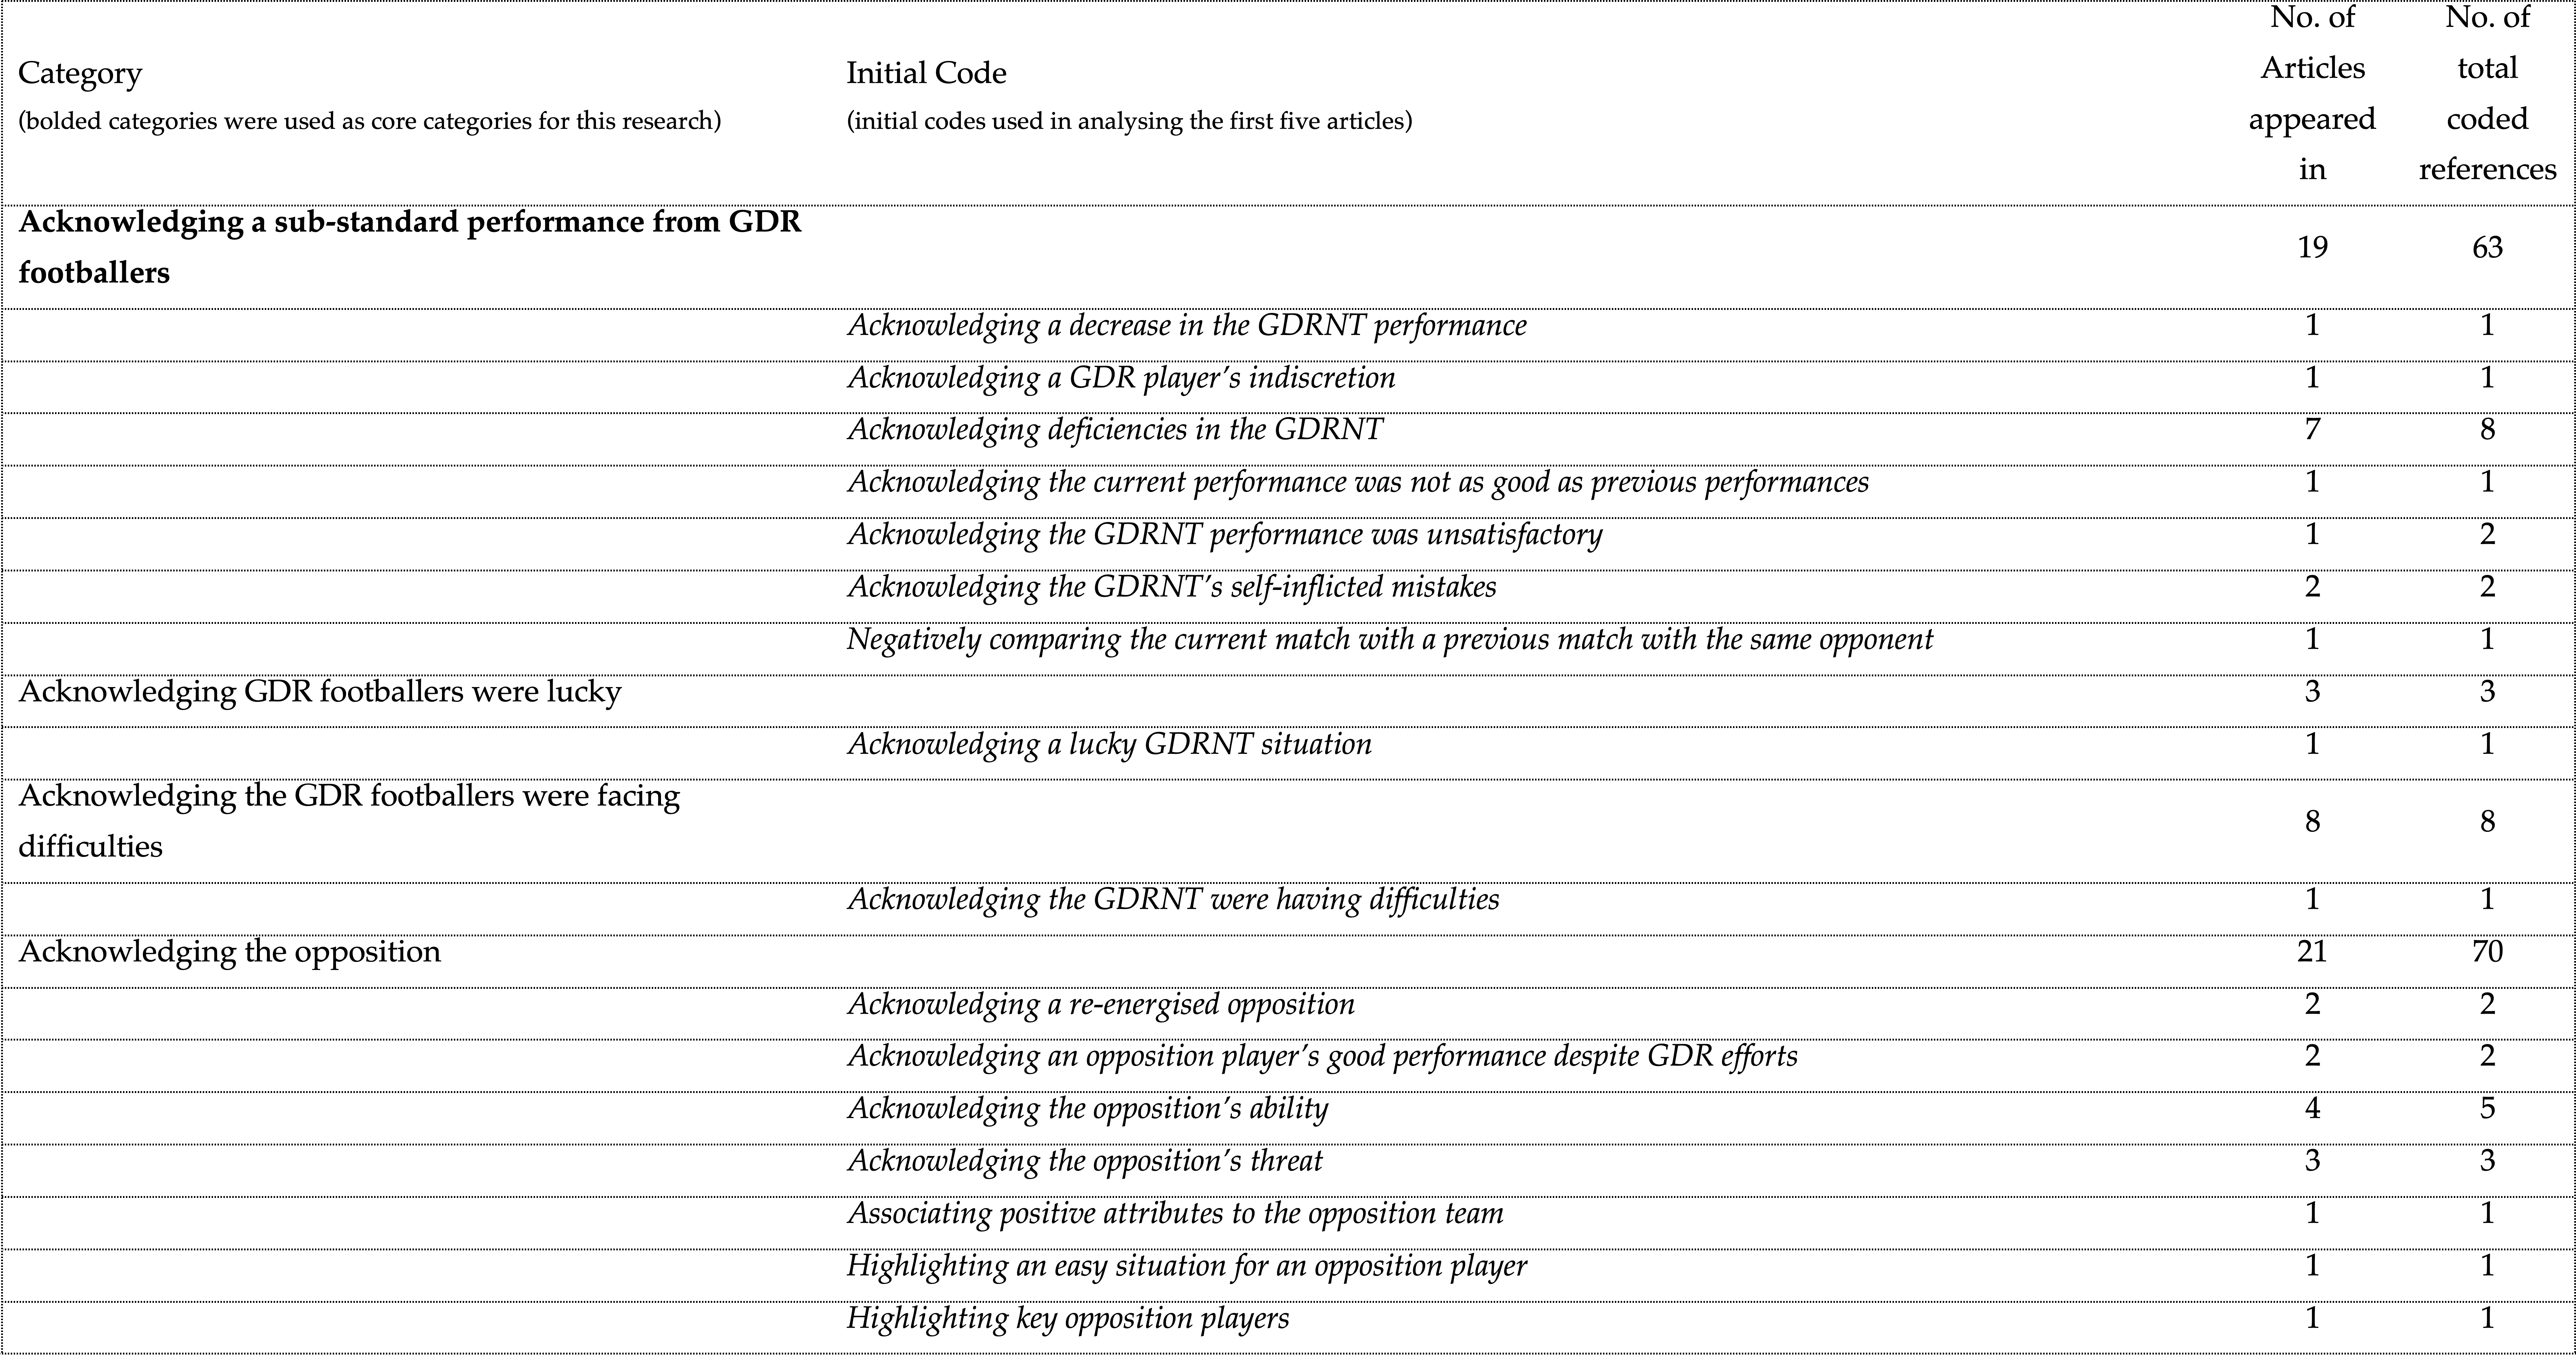 Category
(bolded categories were used as core categories for this research)
Initial Code
(initial codes used in analysing the first five articles)
No. of
Articles
appeared
in
No. of
total
coded
references
Acknowledging a sub-standard performance from GDR
footballers
19 63
Acknowledging a decrease in the GDRNT performance 1 1
Acknowledging a GDR player’s indiscretion 1 1
Acknowledging deficiencies in the GDRNT 7 8
Acknowledging the current performance was not as good as previous performances 1 1
Acknowledging the GDRNT performance was unsatisfactory 1 2
Acknowledging the GDRNT’s self-inflicted mistakes 2 2
Negatively comparing the current match with a previous match with the same opponent 1 1
Acknowledging GDR footballers were lucky 3 3
Acknowledging a lucky GDRNT situation 1 1
Acknowledging the GDR footballers were facing
difficulties
8 8
Acknowledging the GDRNT were having difficulties 1 1
Acknowledging the opposition 21 70
Acknowledging a re-energised opposition 2 2
Acknowledging an opposition player’s good performance despite GDR efforts 2 2
Acknowledging the opposition’s ability 4 5
Acknowledging the opposition’s threat 3 3
Associating positive attributes to the opposition team 1 1
Highlighting an easy situation for an opposition player 1 1
Highlighting key opposition players 1 1